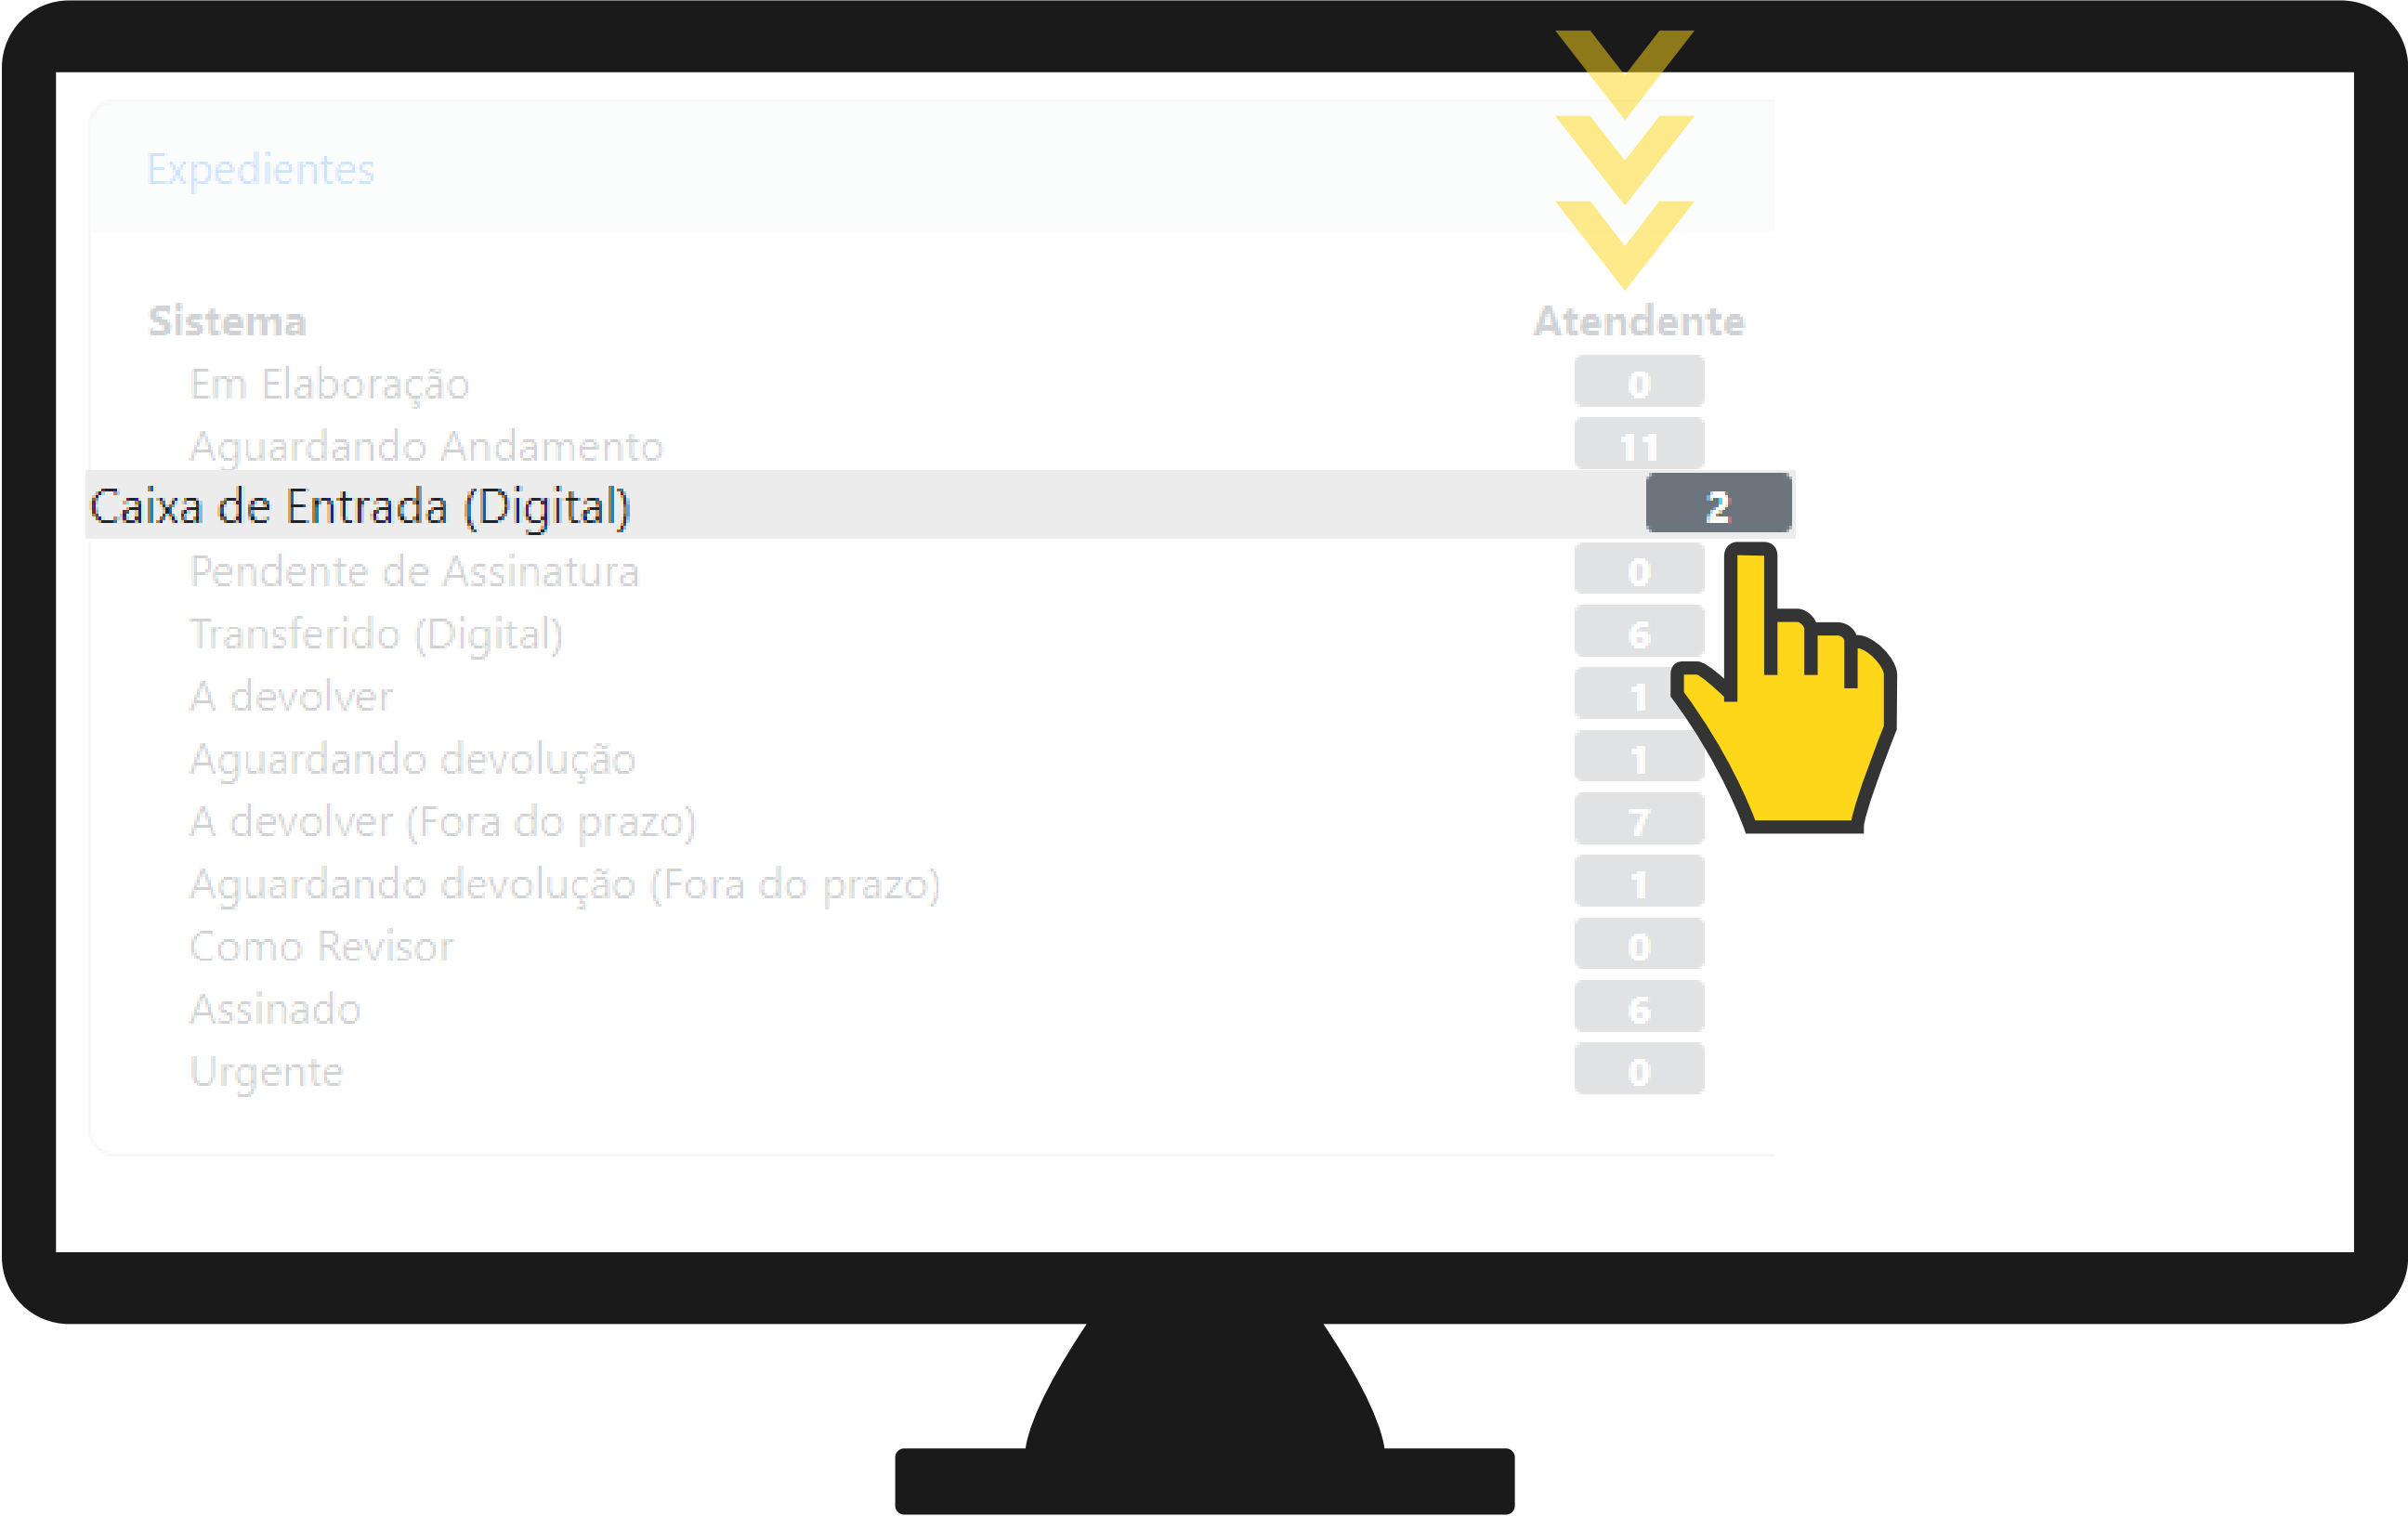 Expedientes
Sistema Atendente
Em Elaboração 0
Aguardando Andamento 11
Caixa de Entrada (Digital) 2
Pendente de Assinatura 0
Transferido (Digital) 6
A devolver 1
Aguardando devolução 1
A devolver (Fora do prazo) 7
Aguardando devolução (Fora do prazo) 1
Como Revisor 0
Assinado 6
Urgente 0